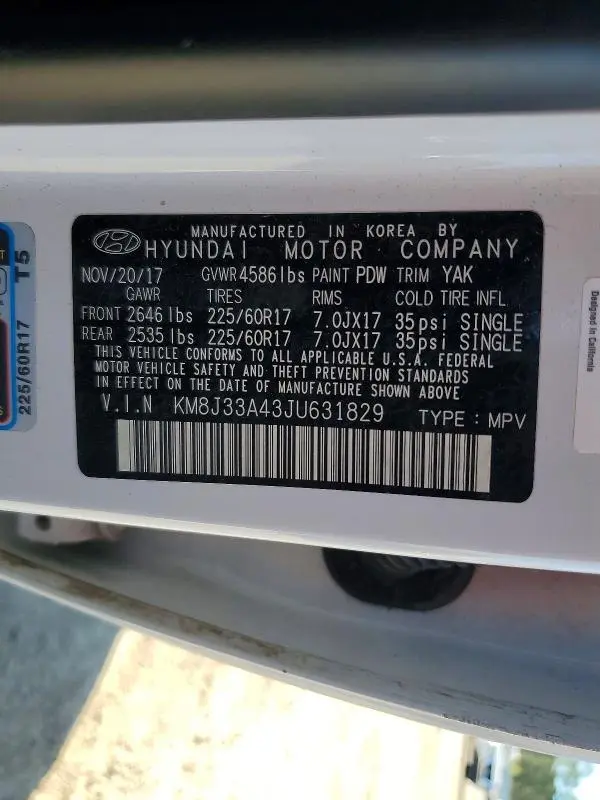 MANUFACTURED IN KOREA BY
HYUNDAI MOTOR COMPANY
NOV/20/17 GVWR 4586lbs PAINT PDW TRIM YAK
GAWR TIRES RIMS COLD TIRE INFL
FRONT 2646 lbs 225/60R17 7.0JX17 35psi SINGLE
REAR 2535 lbs 225/60R17 7.0JX17 35psi SINGLE
THIS VEHICLE CONFORMS TO ALL APPLICABLE U.S.A. FEDERAL
MOTOR VEHICLE SAFETY AND THEFT PREVENTION STANDARDS
IN EFFECT ON THE DATE OF MANUFACTURE SHOWN ABOVE
V.I.N KM8J33A43JU631829 TYPE : MPV
225/60R17 T5
Designed in California